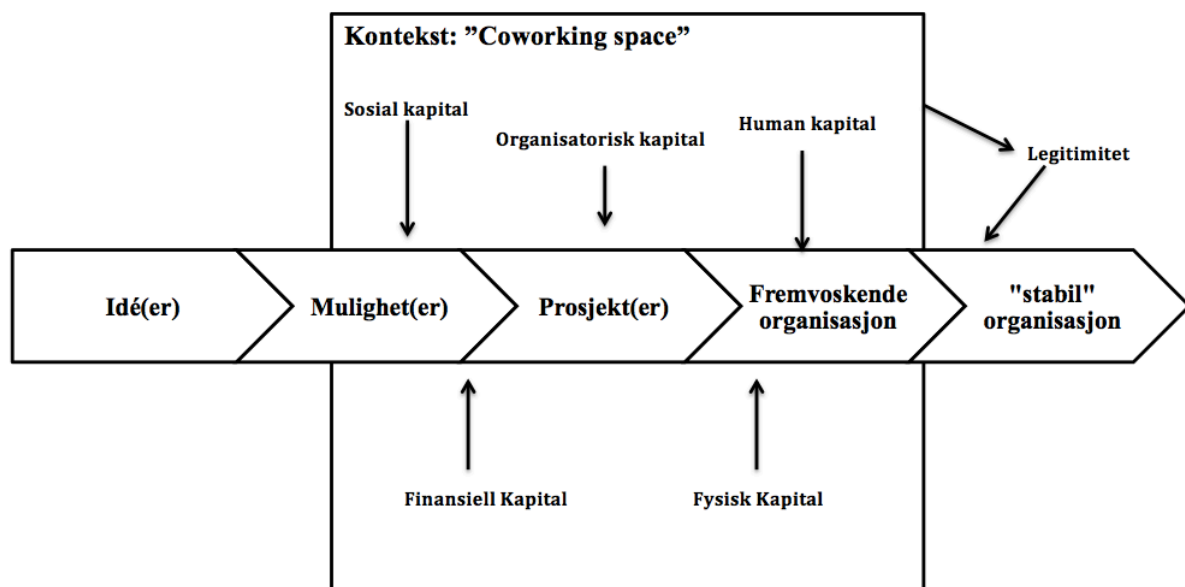 Kontekst: ”Coworking space”
Sosial kapital
Organisatorisk kapital
Human kapital
Legitimitet
Idé(er)
Mulighet(er)
Prosjekt(er)
Fremvoskende
organisasjon
"stabil"
organisasjon
Finansiell Kapital
Fysisk Kapital